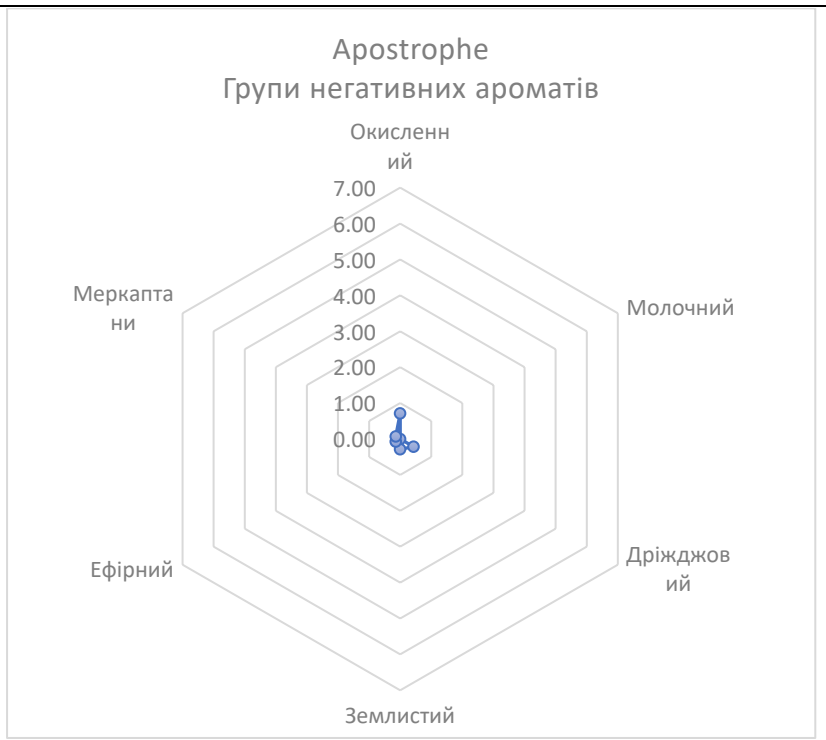 Apostrophe
Групи негативних ароматів
Окисленн
ий
7.00
6.00
5.00
4.00
3.00
2.00
1.00
0.00
Меркапта
ни
Молочний
Дріжджов
ий
Ефірний
Землистий